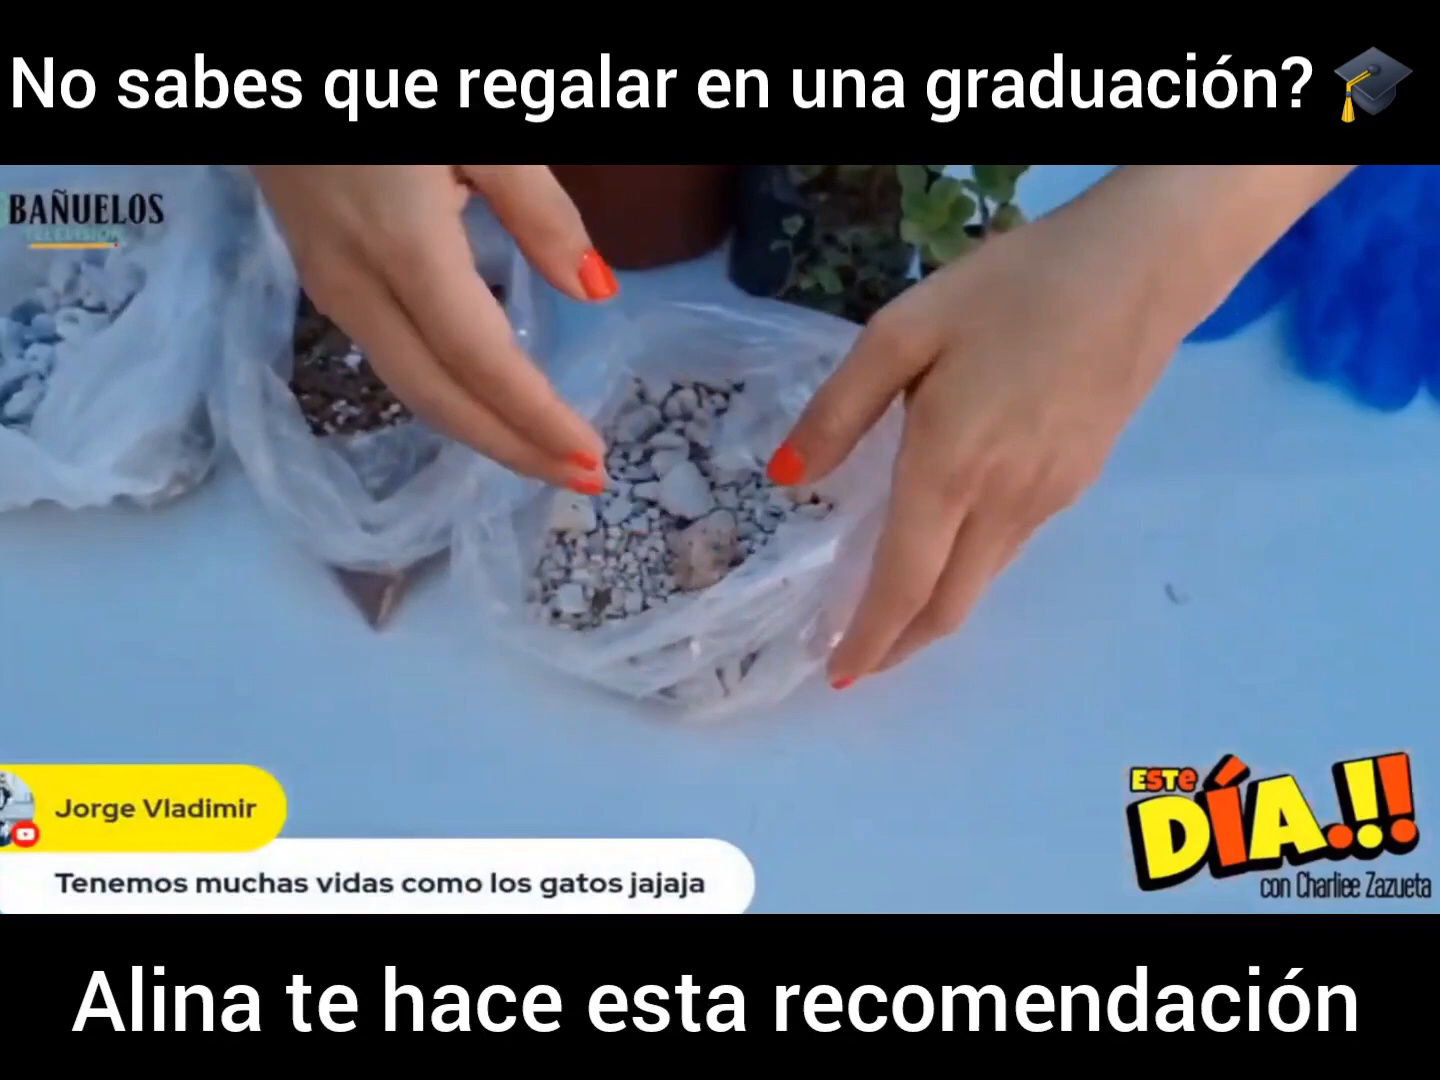 No sabes que regalar en una graduación? 🎓
BAÑUELOS
TELEVISIÓN
Jorge Vladimir
Tenemos muchas vidas como los gatos jajaja
ESTE
DÍA.!!
con Charliee Zazueta
Alina te hace esta recomendación